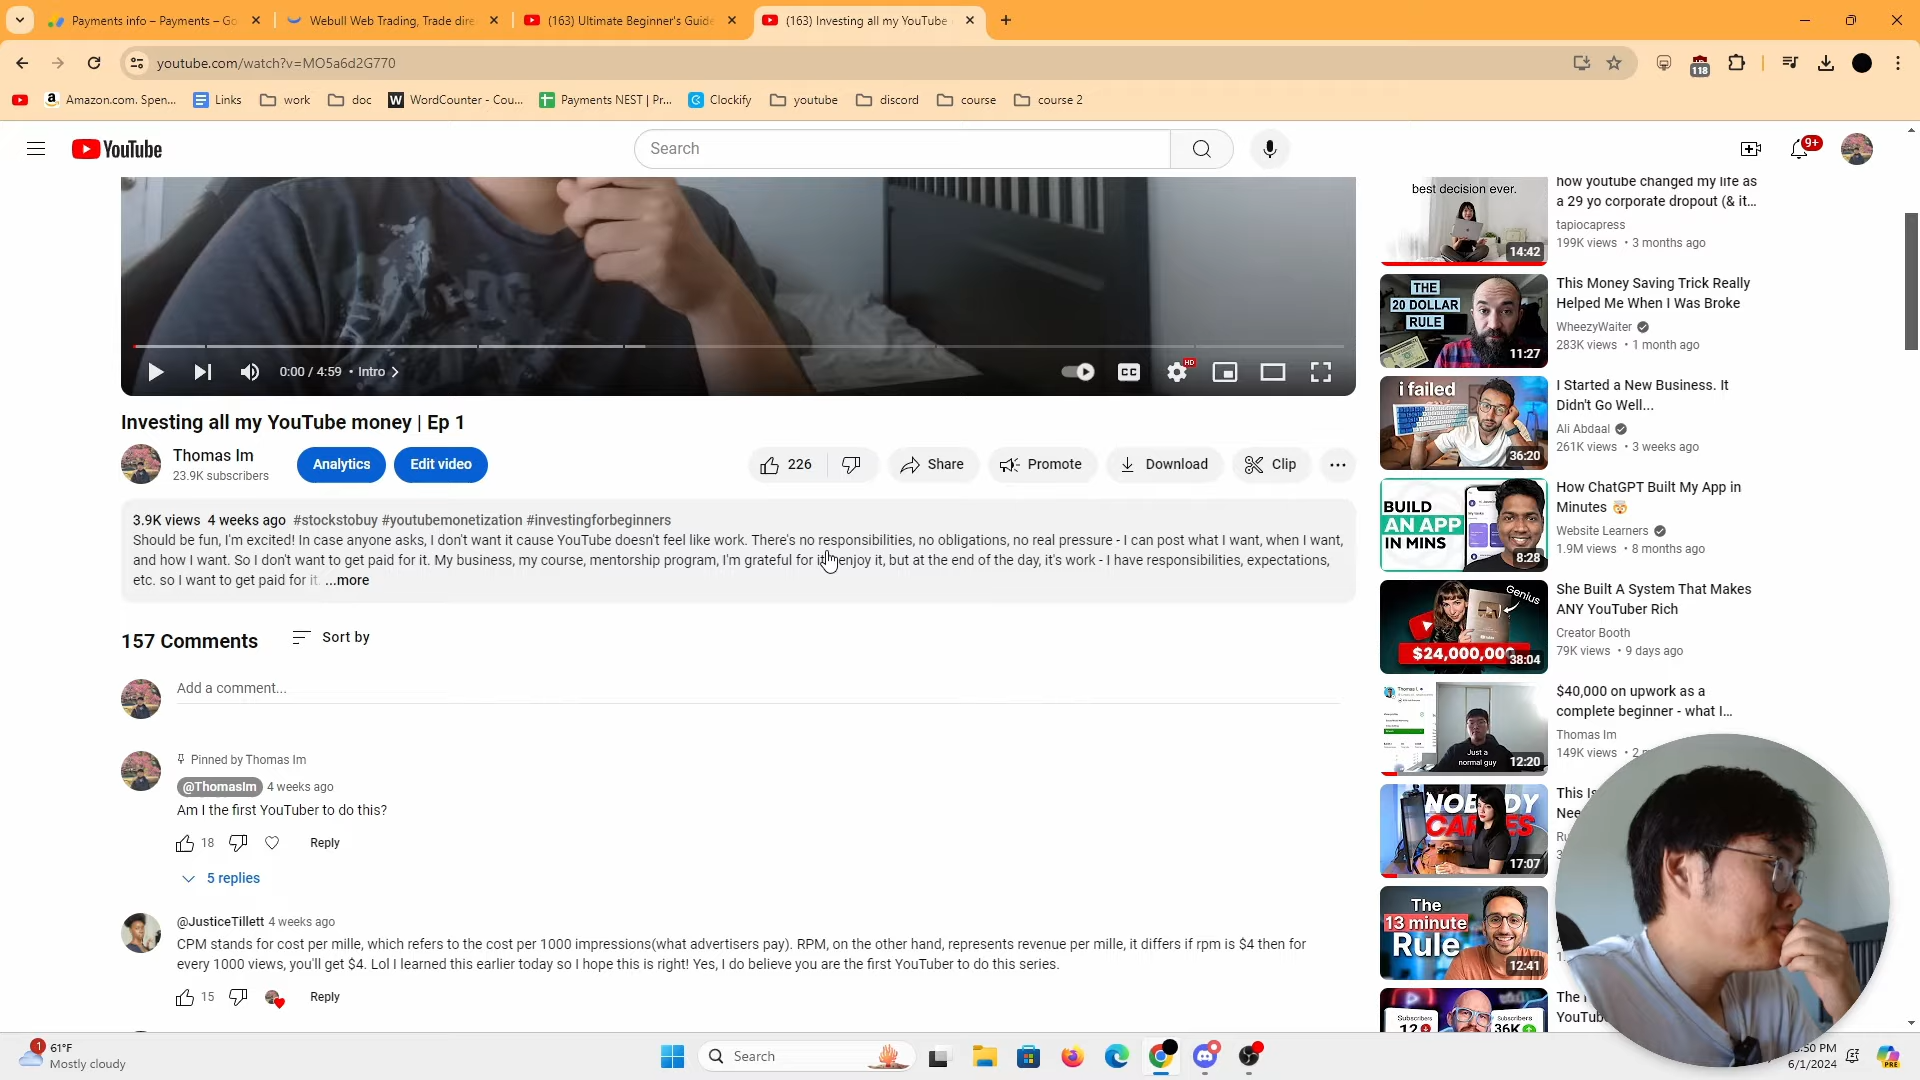 Payments info – Payments – Go
Webull Web Trading, Trade dire
(163) Ultimate Beginner's Guide
(163) Investing all my YouTube
youtube.com/watch?v=MO5a6d2G770
118
Amazon.com. Spen...
Links
work
doc
WordCounter - Cou...
Payments NEST | Pr...
Clockify
youtube
discord
course
course 2
YouTube
Search
9+
0:00 / 4:59 • Intro
CC
HD
Investing all my YouTube money | Ep 1
Thomas Im
23.9K subscribers
Analytics
Edit video
226
Share
Promote
Download
Clip
3.9K views 4 weeks ago #stockstobuy #youtubemonetization #investingforbeginners
Should be fun, I'm excited! In case anyone asks, I don't want it cause YouTube doesn't feel like work. There's no responsibilities, no obligations, no real pressure - I can post what I want, when I want,
and how I want. So I don't want to get paid for it. My business, my course, mentorship program, I'm grateful for enjoy it, but at the end of the day, it's work - I have responsibilities, expectations,
etc. so I want to get paid for it. ...more
157 Comments
Sort by
Add a comment...
Pinned by Thomas Im
@ThomasIm 4 weeks ago
Am I the first YouTuber to do this?
18
Reply
5 replies
@JusticeTillett 4 weeks ago
CPM stands for cost per mille, which refers to the cost per 1000 impressions(what advertisers pay). RPM, on the other hand, represents revenue per mille, it differs if rpm is $4 then for
every 1000 views, you'll get $4. Lol I learned this earlier today so I hope this is right! Yes, I do believe you are the first YouTuber to do this series.
15
Reply
best decision ever.
14:42
how youtube changed my life as
a 29 yo corporate dropout (& it...
tapiocapress
199K views • 3 months ago
THE
20 DOLLAR
RULE
11:27
This Money Saving Trick Really
Helped Me When I Was Broke
WheezyWaiter
283K views • 1 month ago
i failed
36:20
I Started a New Business. It
Didn't Go Well...
Ali Abdaal
261K views • 3 weeks ago
BUILD
AN APP
IN MINS
8:28
How ChatGPT Built My App in
Minutes 🤯
Website Learners
1.9M views • 8 months ago
Genius
$24,000,000
38:04
She Built A System That Makes
ANY YouTuber Rich
Creator Booth
79K views • 9 days ago
Thomas I.
Just a
normal guy
12:20
$40,000 on upwork as a
complete beginner - what I...
Thomas Im
149K views
NOBODY
CARES
17:07
This
The
13 minute
Rule
12:41
Subscribers
12
Subscribers
36K
The
1
61°F
Mostly cloudy
Search
:50 PM
6/1/2024
PRE